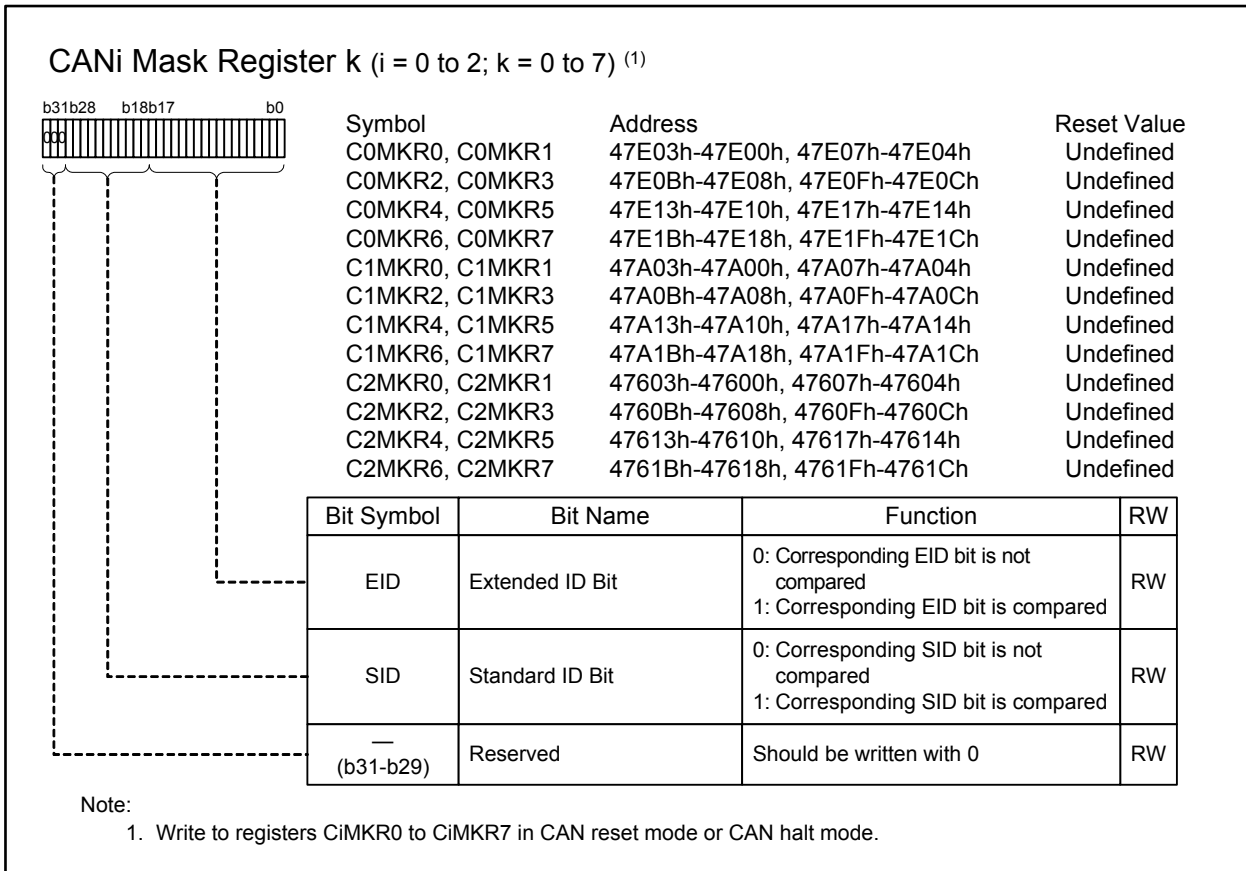 CANi Mask Register k (i = 0 to 2; k = 0 to 7) (1)
b31b28 b18b17 b0
000
Symbol Address Reset Value
C0MKR0, C0MKR1 47E03h-47E00h, 47E07h-47E04h Undefined
C0MKR2, C0MKR3 47E0Bh-47E08h, 47E0Fh-47E0Ch Undefined
C0MKR4, C0MKR5 47E13h-47E10h, 47E17h-47E14h Undefined
C0MKR6, C0MKR7 47E1Bh-47E18h, 47E1Fh-47E1Ch Undefined
C1MKR0, C1MKR1 47A03h-47A00h, 47A07h-47A04h Undefined
C1MKR2, C1MKR3 47A0Bh-47A08h, 47A0Fh-47A0Ch Undefined
C1MKR4, C1MKR5 47A13h-47A10h, 47A17h-47A14h Undefined
C1MKR6, C1MKR7 47A1Bh-47A18h, 47A1Fh-47A1Ch Undefined
C2MKR0, C2MKR1 47603h-47600h, 47607h-47604h Undefined
C2MKR2, C2MKR3 4760Bh-47608h, 4760Fh-4760Ch Undefined
C2MKR4, C2MKR5 47613h-47610h, 47617h-47614h Undefined
C2MKR6, C2MKR7 4761Bh-47618h, 4761Fh-4761Ch Undefined
Bit Symbol Bit Name Function RW
EID Extended ID Bit 0: Corresponding EID bit is not
compared
1: Corresponding EID bit is compared RW
SID Standard ID Bit 0: Corresponding SID bit is not
compared
1: Corresponding SID bit is compared RW
—
(b31-b29) Reserved Should be written with 0 RW
Note:
1. Write to registers CiMKR0 to CiMKR7 in CAN reset mode or CAN halt mode.